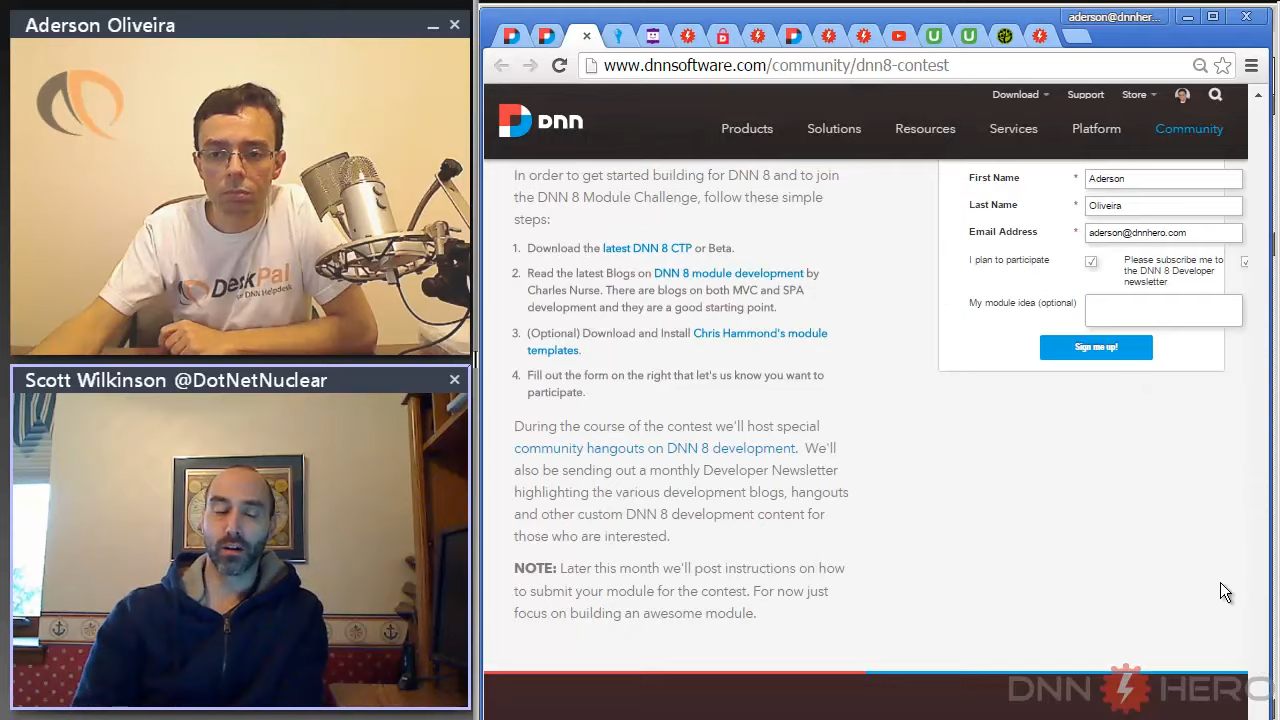 Aderson Oliveira
DeskPal
DNN Helpdesk
Scott Wilkinson @DotNetNuclear
aderson@dnnher...
www.dnnsoftware.com/community/dnn8-contest
Download
Support
Store
DNN
Products
Solutions
Resources
Services
Platform
Community
In order to get started building for DNN 8 and to join
the DNN 8 Module Challenge, follow these simple
steps:
1. Download the latest DNN 8 CTP or Beta.
2. Read the latest Blogs on DNN 8 module development by
Charles Nurse. There are blogs on both MVC and SPA
development and they are a good starting point.
3. (Optional) Download and Install Chris Hammond's module
templates.
4. Fill out the form on the right that let's us know you want to
participate.
During the course of the contest we'll host special
community hangouts on DNN 8 development. We'll
also be sending out a monthly Developer Newsletter
highlighting the various development blogs, hangouts
and other custom DNN 8 development content for
those who are interested.
NOTE: Later this month we'll post instructions on how
to submit your module for the contest. For now just
focus on building an awesome module.
First Name * Aderson
Last Name * Oliveira
Email Address * aderson@dnnhero.com
I plan to participate
Please subscribe me to
the DNN 8 Developer
newsletter
My module idea (optional)
Sign me up!
DNN HERO